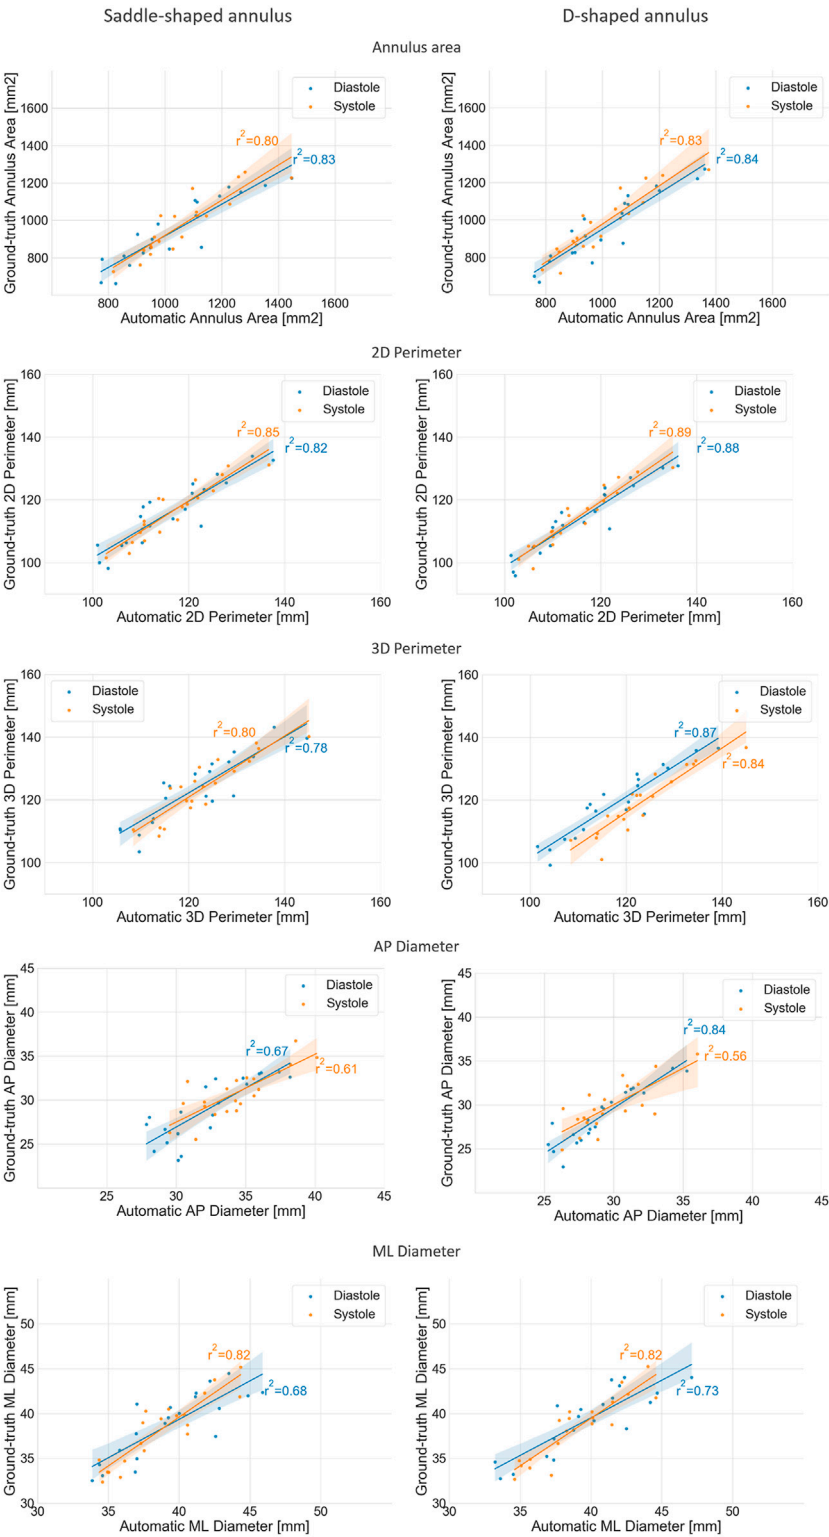 Saddle-shaped annulus
D-shaped annulus
Annulus area
Ground-truth Annulus Area [mm2]
1600
1400
1200
1000
800
Diastole
Systole
r²=0.80
r²=0.83
800 1000 1200 1400 1600
Automatic Annulus Area [mm2]
Ground-truth Annulus Area [mm2]
1600
1400
1200
1000
800
Diastole
Systole
r²=0.83
r²=0.84
800 1000 1200 1400 1600
Automatic Annulus Area [mm2]
2D Perimeter
Ground-truth 2D Perimeter [mm]
160
140
120
100
Diastole
Systole
r²=0.85
r²=0.82
100 120 140 160
Automatic 2D Perimeter [mm]
Ground-truth 2D Perimeter [mm]
160
140
120
100
Diastole
Systole
r²=0.89
r²=0.88
100 120 140 160
Automatic 2D Perimeter [mm]
3D Perimeter
Ground-truth 3D Perimeter [mm]
160
140
120
100
Diastole
Systole
r²=0.80
r²=0.78
100 120 140 160
Automatic 3D Perimeter [mm]
Ground-truth 3D Perimeter [mm]
160
140
120
100
Diastole
Systole
r²=0.87
r²=0.84
100 120 140 160
Automatic 3D Perimeter [mm]
AP Diameter
Ground-truth AP Diameter [mm]
45
40
35
30
25
Diastole
Systole
r²=0.67
r²=0.61
25 30 35 40 45
Automatic AP Diameter [mm]
Ground-truth AP Diameter [mm]
45
40
35
30
25
Diastole
Systole
r²=0.84
r²=0.56
25 30 35 40 45
Automatic AP Diameter [mm]
ML Diameter
Ground-truth ML Diameter [mm]
50
45
40
35
30
Diastole
Systole
r²=0.82
r²=0.68
30 35 40 45 50
Automatic ML Diameter [mm]
Ground-truth ML Diameter [mm]
50
45
40
35
30
Diastole
Systole
r²=0.82
r²=0.73
30 35 40 45 50
Automatic ML Diameter [mm]